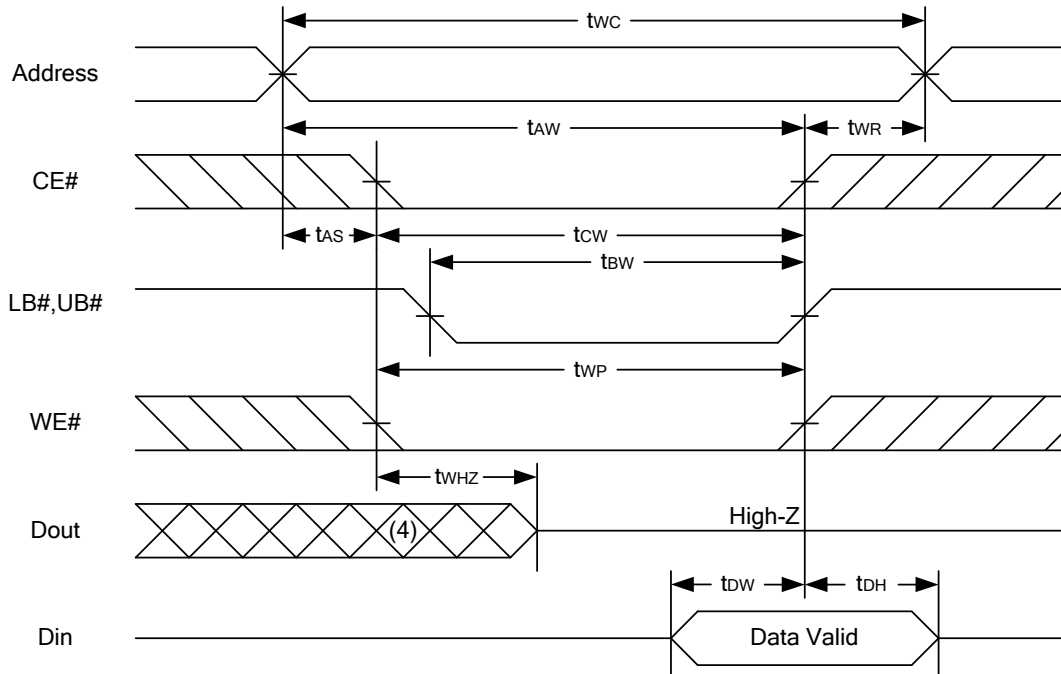 tWC
Address
tAW
tWR
CE#
tAS
tCW
tBW
LB#,UB#
tWP
WE#
tWHZ
Dout
(4)
High-Z
tDW
tDH
Din
Data Valid